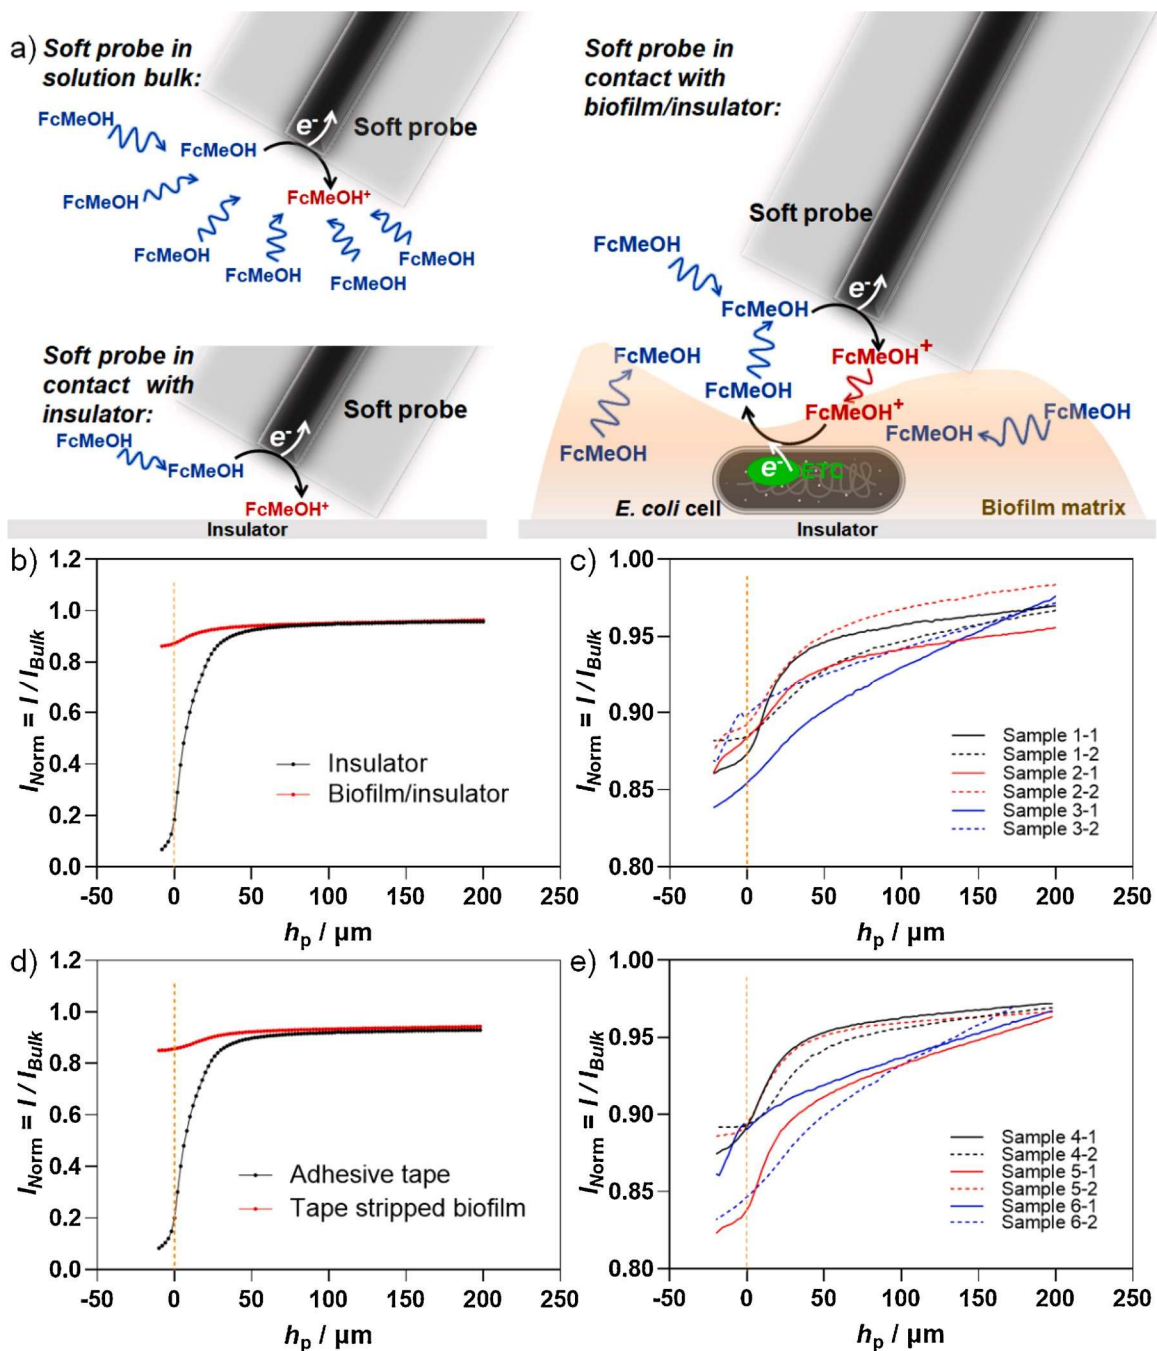 a) Soft probe in
solution bulk:
FcMeOH
FcMeOH
e-
Soft probe
FcMeOH
FcMeOH+
FcMeOH
FcMeOH
FcMeOH
FcMeOH
Soft probe in
contact with
insulator:
Soft probe
FcMeOH
FcMeOH
e-
FcMeOH+
Insulator
Soft probe in
contact with
biofilm/insulator:
Soft probe
FcMeOH
FcMeOH
e-
FcMeOH
FcMeOH+
FcMeOH
FcMeOH+
FcMeOH
FcMeOH
FcMeOH
e-
ETC
E. coli cell
Biofilm matrix
Insulator
b)
INorm = I / IBulk
1.2
1.0
0.8
0.6
0.4
0.2
0.0
Insulator
Biofilm/insulator
-50 0 50 100 150 200 250
hp / µm
c)
INorm = I / IBulk
1.00
0.95
0.90
0.85
0.80
Sample 1-1
Sample 1-2
Sample 2-1
Sample 2-2
Sample 3-1
Sample 3-2
-50 0 50 100 150 200 250
hp / µm
d)
INorm = I / IBulk
1.2
1.0
0.8
0.6
0.4
0.2
0.0
Adhesive tape
Tape stripped biofilm
-50 0 50 100 150 200 250
hp / µm
e)
INorm = I / IBulk
1.00
0.95
0.90
0.85
0.80
Sample 4-1
Sample 4-2
Sample 5-1
Sample 5-2
Sample 6-1
Sample 6-2
-50 0 50 100 150 200 250
hp / µm